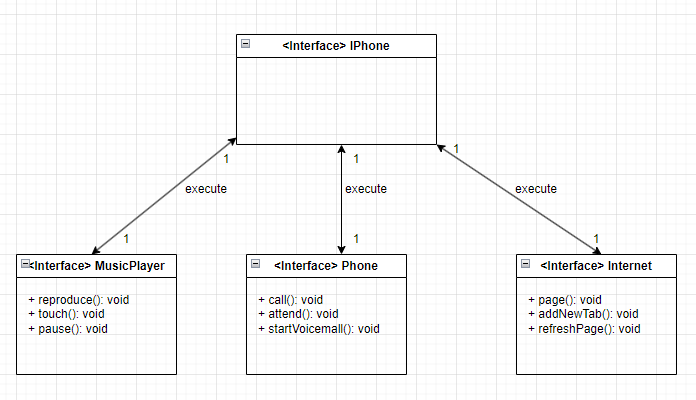 <Interface> IPhone
1
1
1
execute
execute
execute
1
1
1
<Interface> MusicPlayer
+ reproduce(): void
+ touch(): void
+ pause(): void
<Interface> Phone
+ call(): void
+ attend(): void
+ startVoicemall(): void
<Interface> Internet
+ page(): void
+ addNewTab(): void
+ refreshPage(): void